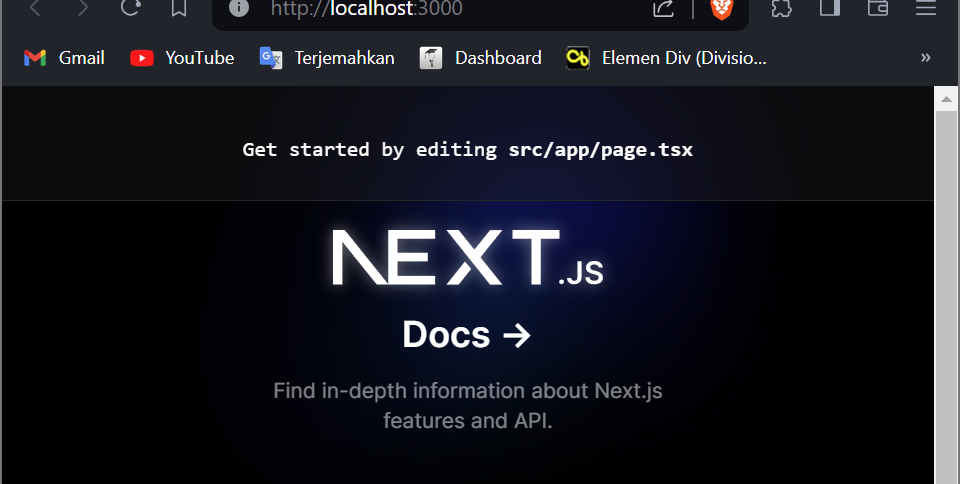 http://localhost:3000
Gmail YouTube Terjemahkan Dashboard Elemen Div (Divisio... »
Get started by editing src/app/page.tsx
NEXT.JS
Docs ->
Find in-depth information about Next.js
features and API.